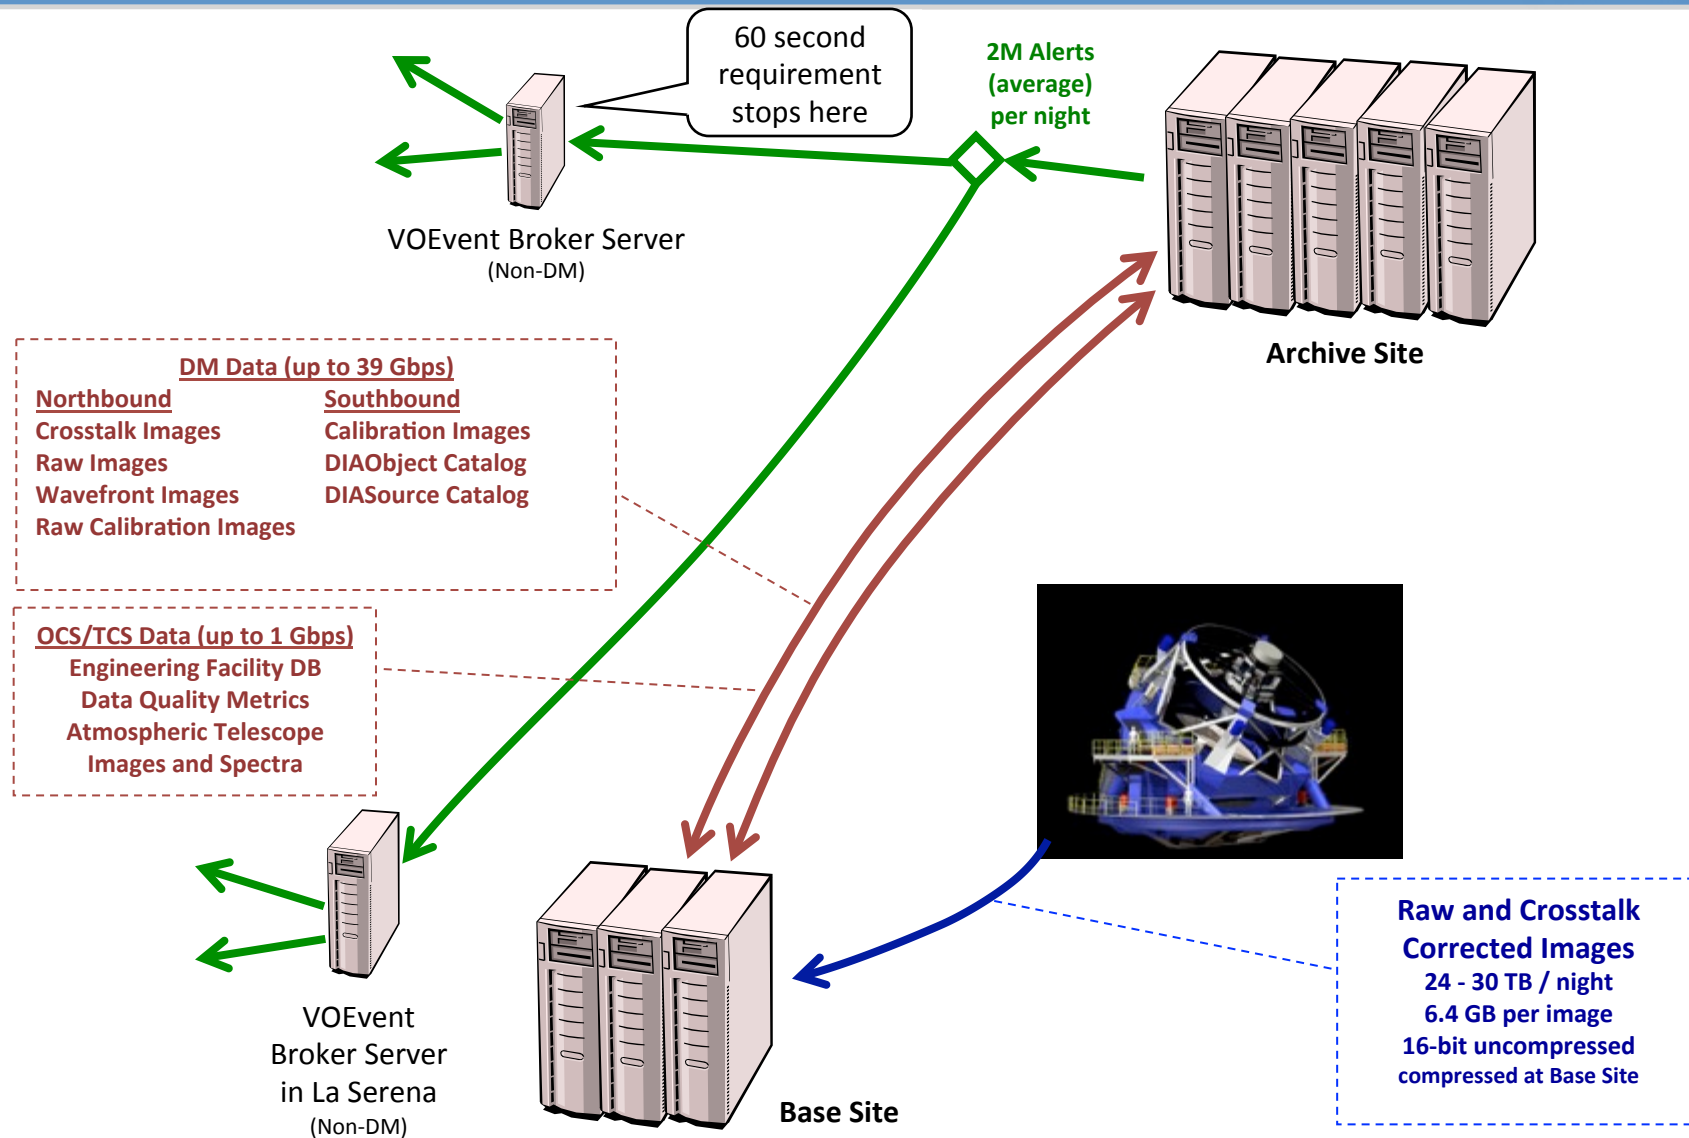 60 second
requirement
stops here
2M Alerts
(average)
per night
VOEvent Broker Server
(Non-DM)
Archive Site
DM Data (up to 39 Gbps)
Northbound
Crosstalk Images
Raw Images
Wavefront Images
Raw Calibration Images
Southbound
Calibration Images
DIAObject Catalog
DIASource Catalog
OCS/TCS Data (up to 1 Gbps)
Engineering Facility DB
Data Quality Metrics
Atmospheric Telescope
Images and Spectra
VOEvent
Broker Server
in La Serena
(Non-DM)
Base Site
Raw and Crosstalk
Corrected Images
24 - 30 TB / night
6.4 GB per image
16-bit uncompressed
compressed at Base Site